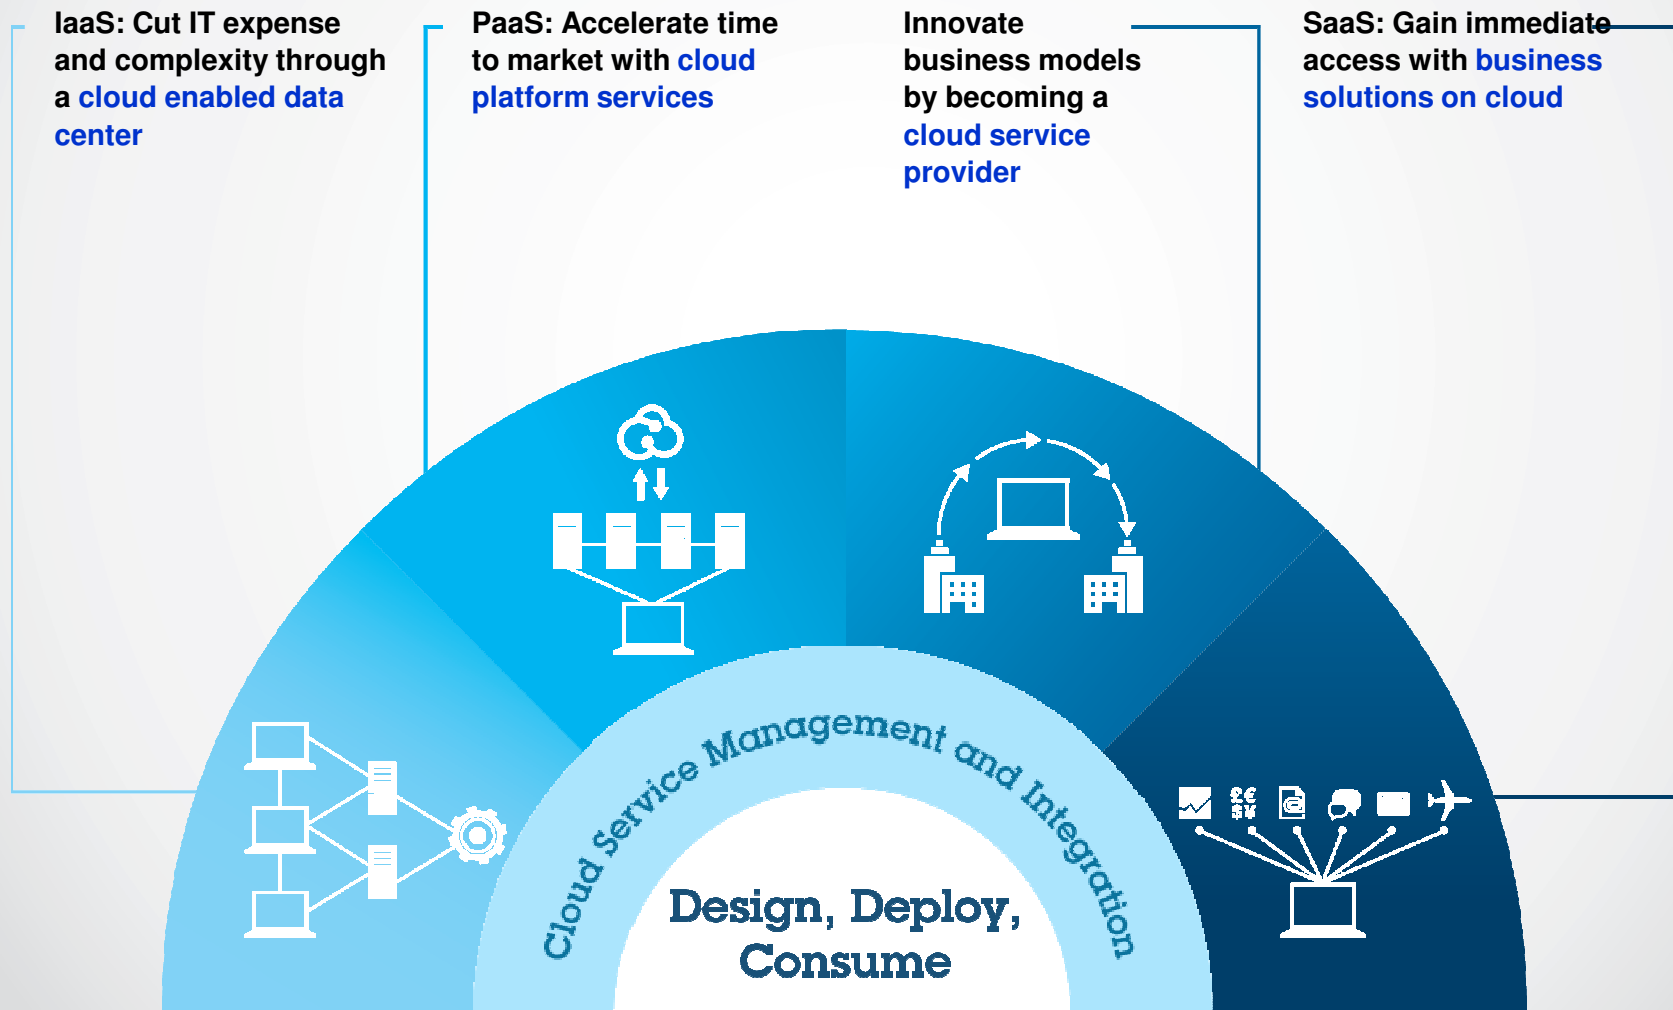 IaaS: Cut IT expense
and complexity through
a cloud enabled data
center
PaaS: Accelerate time
to market with cloud
platform services
Innovate
business models
by becoming a
cloud service
provider
SaaS: Gain immediate
access with business
solutions on cloud
£€
$¥
@
Cloud Service Management and Integration
Design, Deploy,
Consume